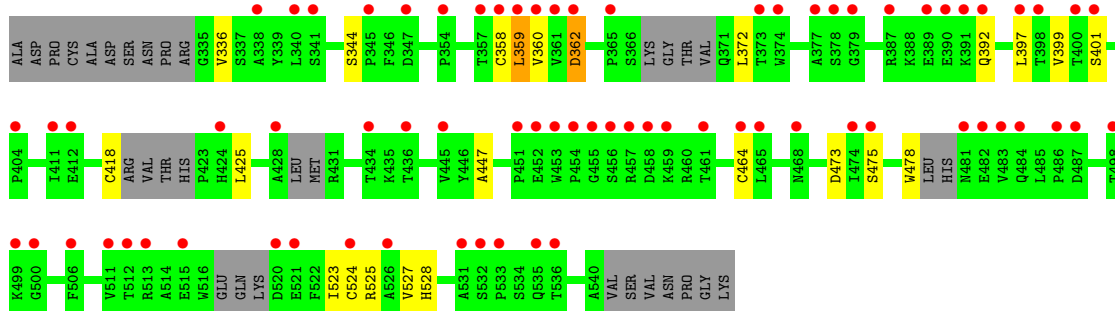 ALA ASP PRO CYS ALA ASP SER ASN PRO ARG G335 V336 S337 A338 Y339 L340 S341 S344 P345 F346 D347 P354 T357 C358 L359 V360 V361 D362 P365 S366 LYS GLY THR VAL Q371 L372 T373 W374 A377 S378 G379 R387 K388 E389 E390 K391 Q392 L397 T398 V399 T400 S401
P404 I411 E412 C418 ARG VAL THR HIS P423 H424 L425 A428 LEU MET R431 T434 K435 T436 V445 Y446 A447 P451 E452 W453 P454 G455 S456 R457 D458 K459 R460 T461 C464 L465 N468 D473 I474 S475 W478 LEU HIS N481 E482 V483 Q484 L485 P486 D487 T498
K499 G500 F506 V511 T512 R513 A514 E515 W516 GLU GLN LYS D520 E521 F522 I523 C524 R525 A526 V527 H528 A531 S532 P533 S534 Q535 T536 A540 VAL SER VAL ASN PRO GLY LYS